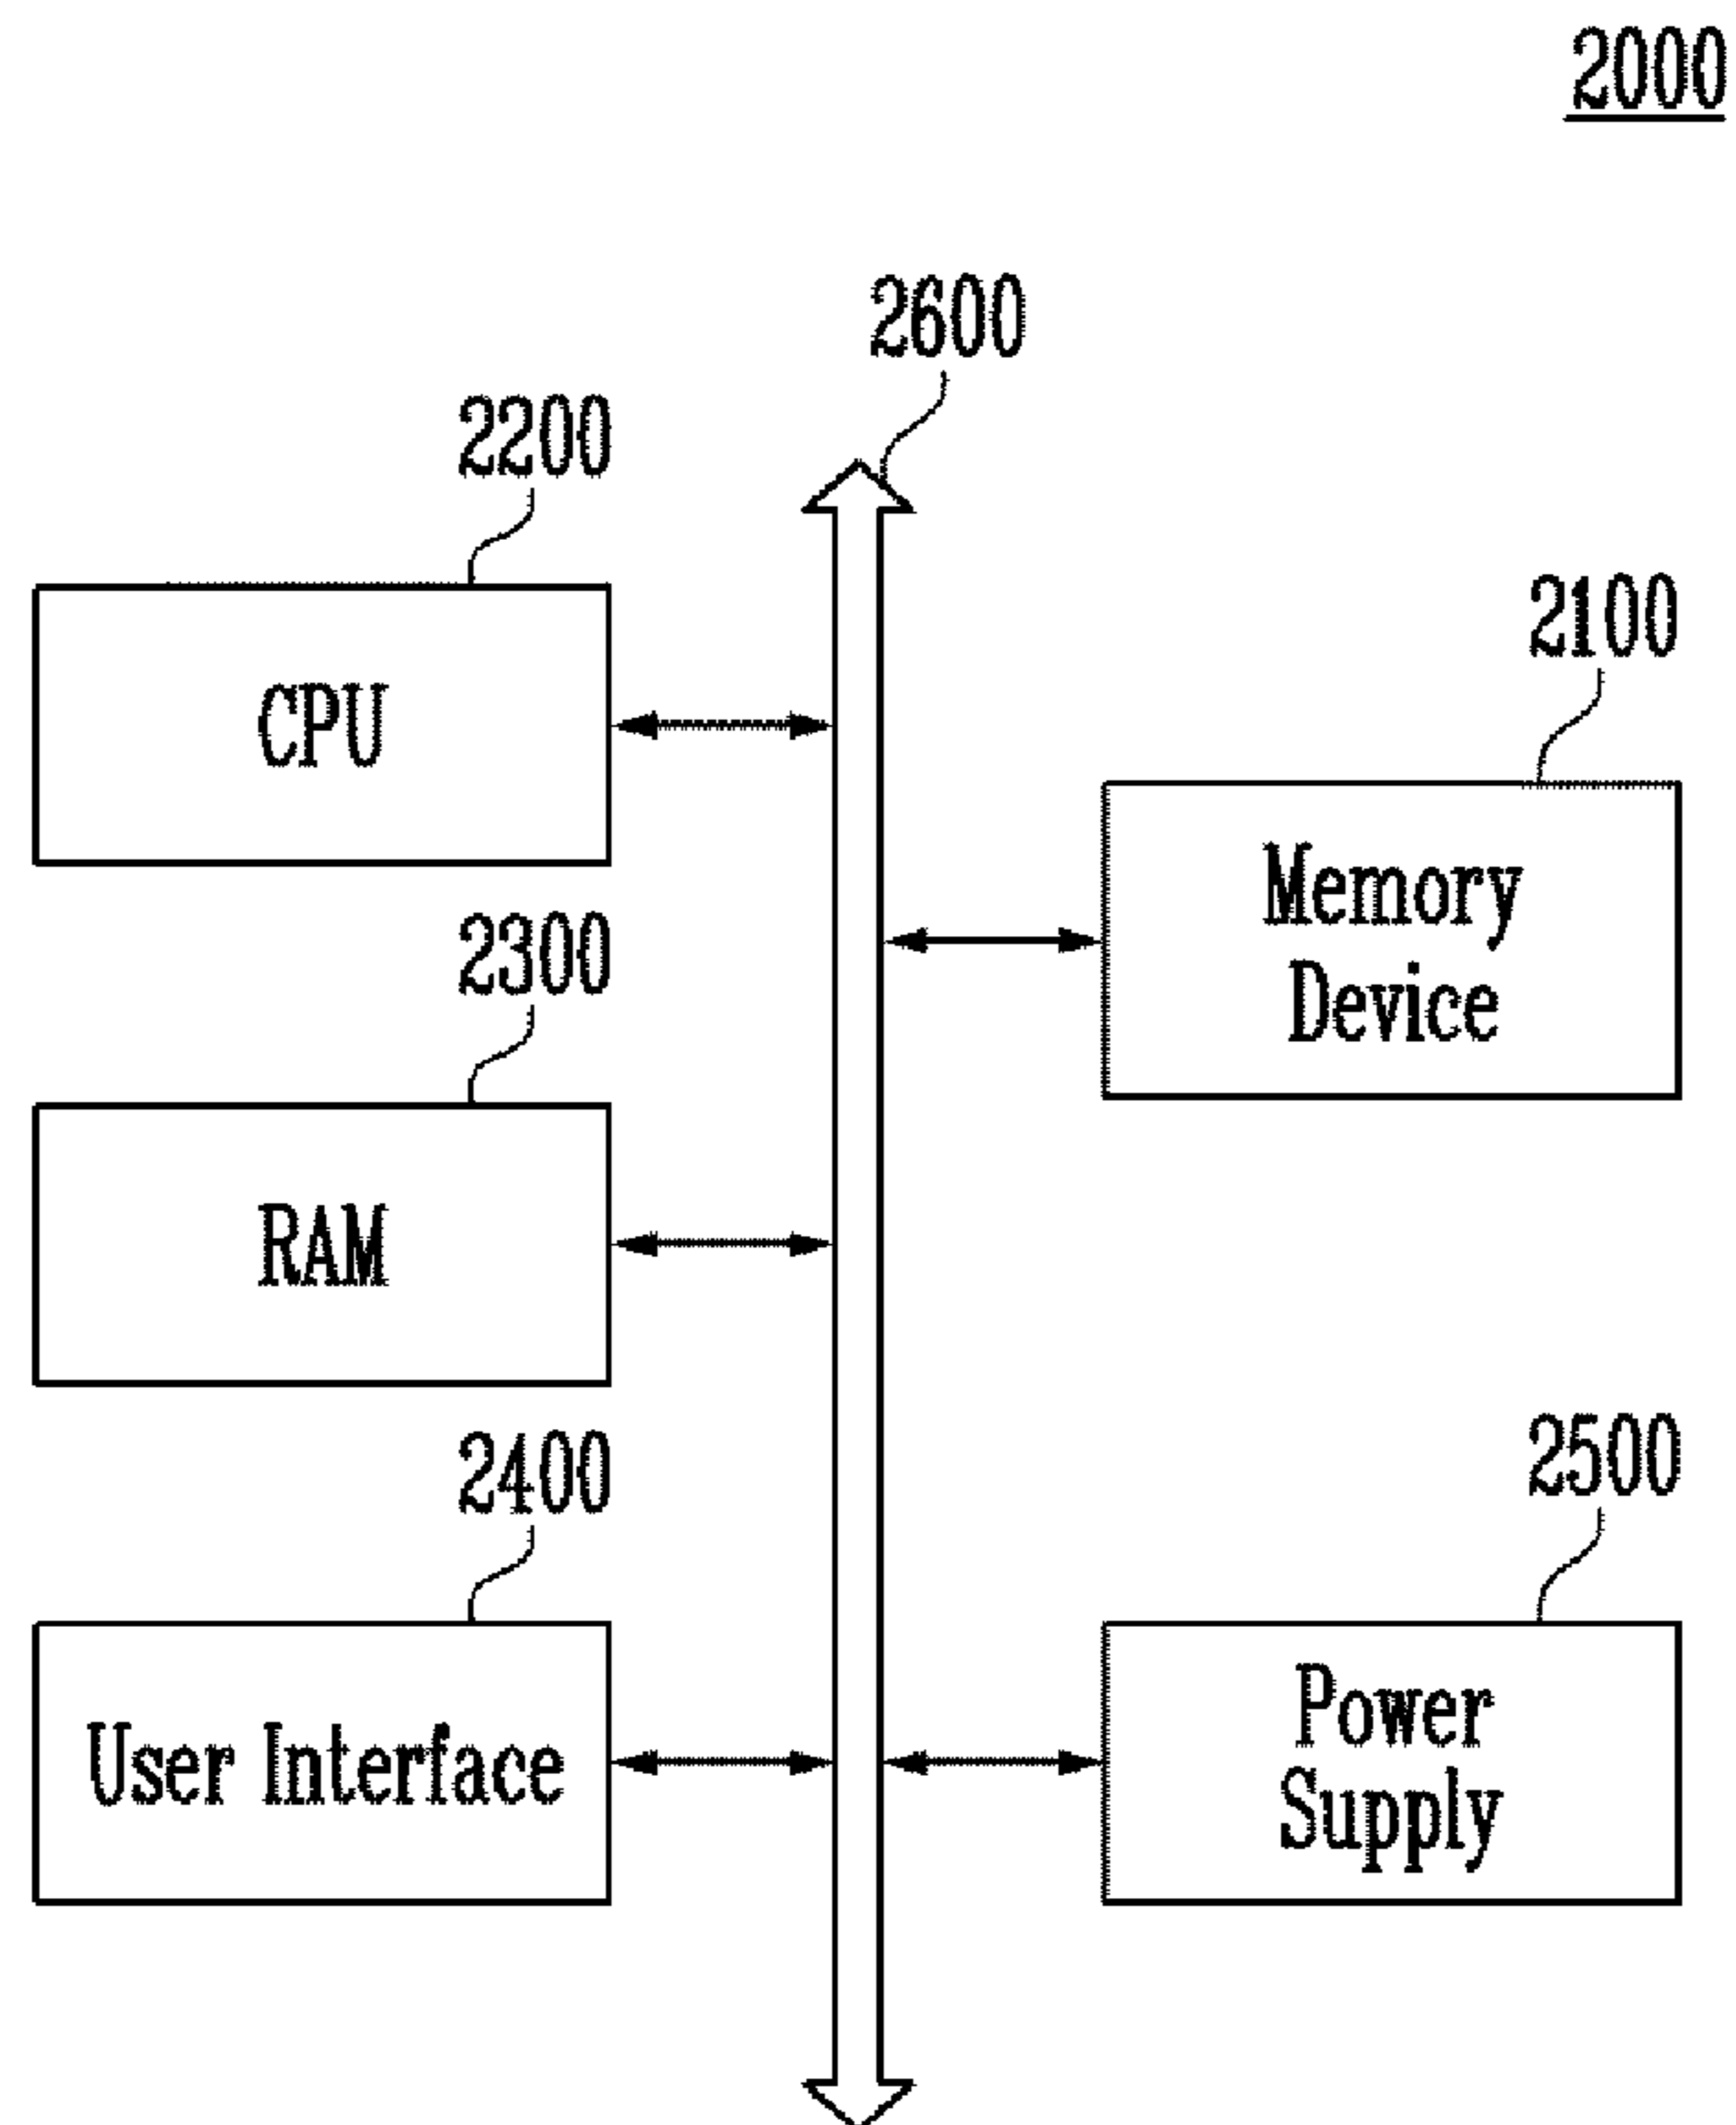 2000
2600
2200
CPU
2100
Memory
Device
2300
RAM
2400
User Interface
2500
Power
Supply